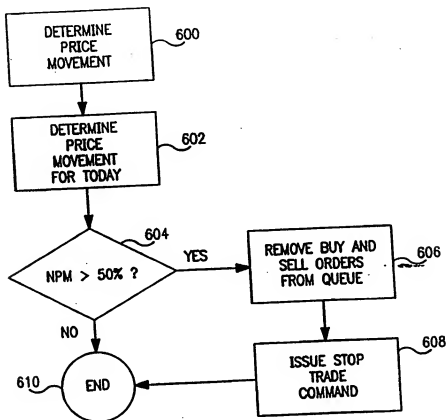 DETERMINE
PRICE
MOVEMENT
600
DETERMINE
PRICE
MOVEMENT
FOR TODAY
602
604
NPM > 50% ?
YES
NO
REMOVE BUY AND
SELL ORDERS
FROM QUEUE
606
ISSUE STOP
TRADE
COMMAND
608
610
END